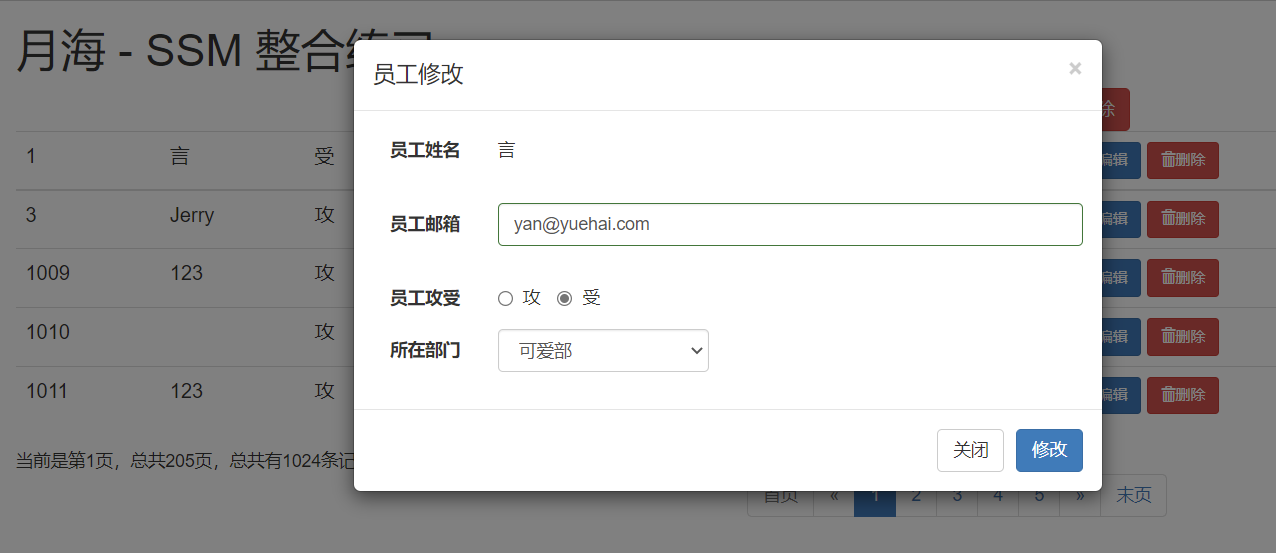 月海 - SSM 整合练习
员工修改
×
除
员工姓名 言
员工邮箱 yan@yuehai.com
员工攻受 攻 受
所在部门 可爱部
关闭 修改
1 言 受 编辑 删除
3 Jerry 攻 编辑 删除
1009 123 攻 编辑 删除
1010 攻 编辑 删除
1011 123 攻 编辑 删除
当前是第1页，总共205页，总共有1024条记
首页 « 1 2 3 4 5 » 末页